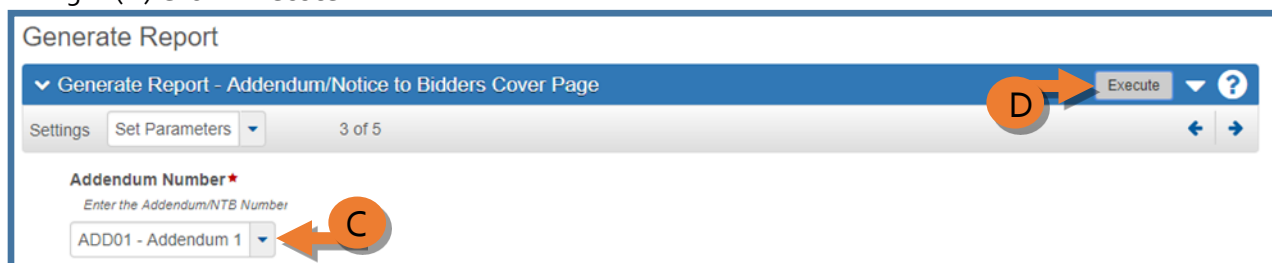 Generate Report
Generate Report - Addendum/Notice to Bidders Cover Page Execute ?
D
Settings Set Parameters 3 of 5
Addendum Number★
Enter the Addendum/NTB Number
ADD01 - Addendum 1 C